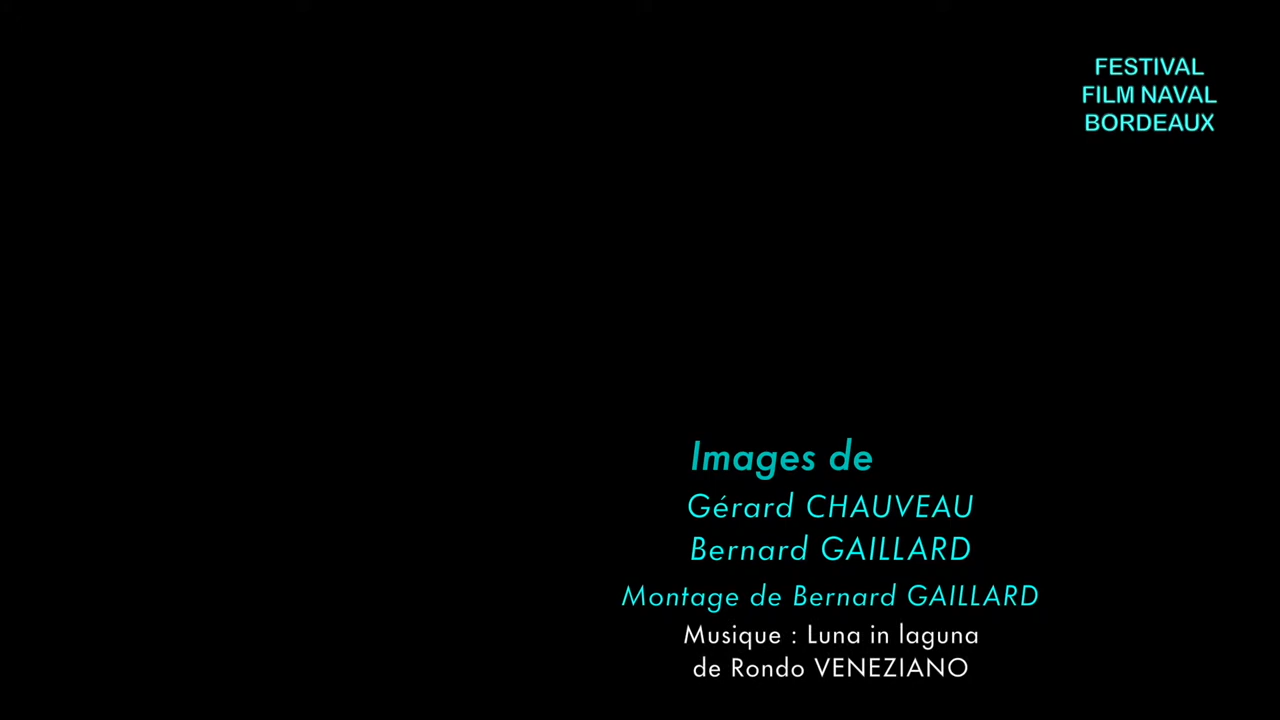 FESTIVAL
FILM NAVAL
BORDEAUX
Images de
Gérard CHAUVEAU
Bernard GAILLARD
Montage de Bernard GAILLARD
Musique : Luna in laguna
de Rondo VENEZIANO